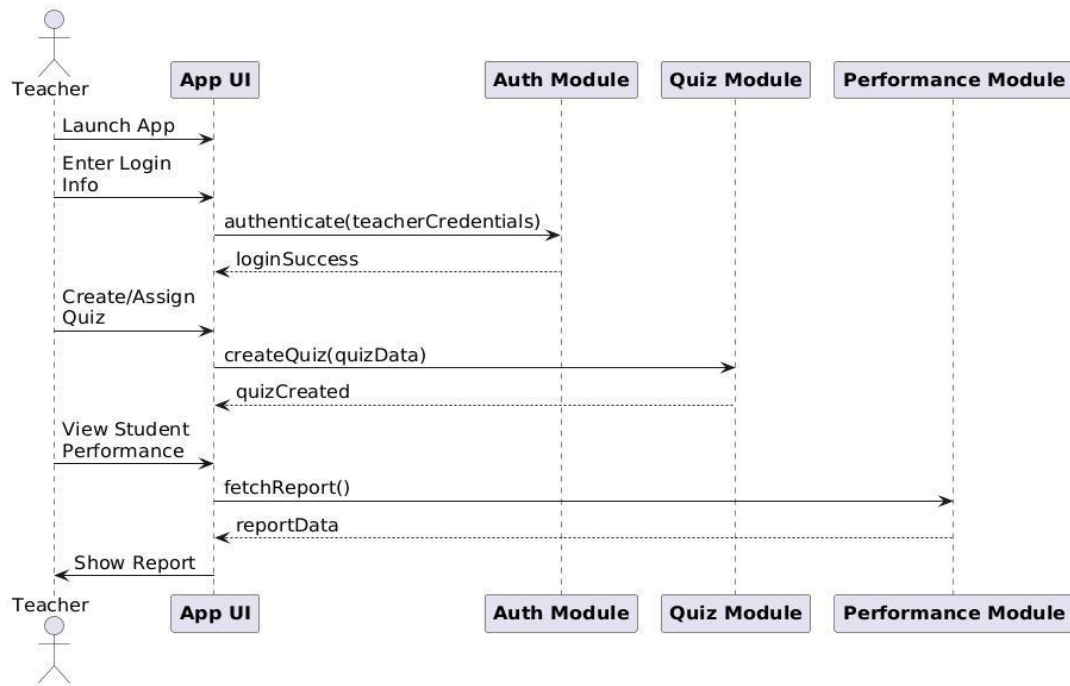 Teacher
App UI
Auth Module
Quiz Module
Performance Module
Launch App
Enter Login
Info
authenticate(teacherCredentials)
loginSuccess
Create/Assign
Quiz
createQuiz(quizData)
quizCreated
View Student
Performance
fetchReport()
reportData
Show Report
Teacher
App UI
Auth Module
Quiz Module
Performance Module